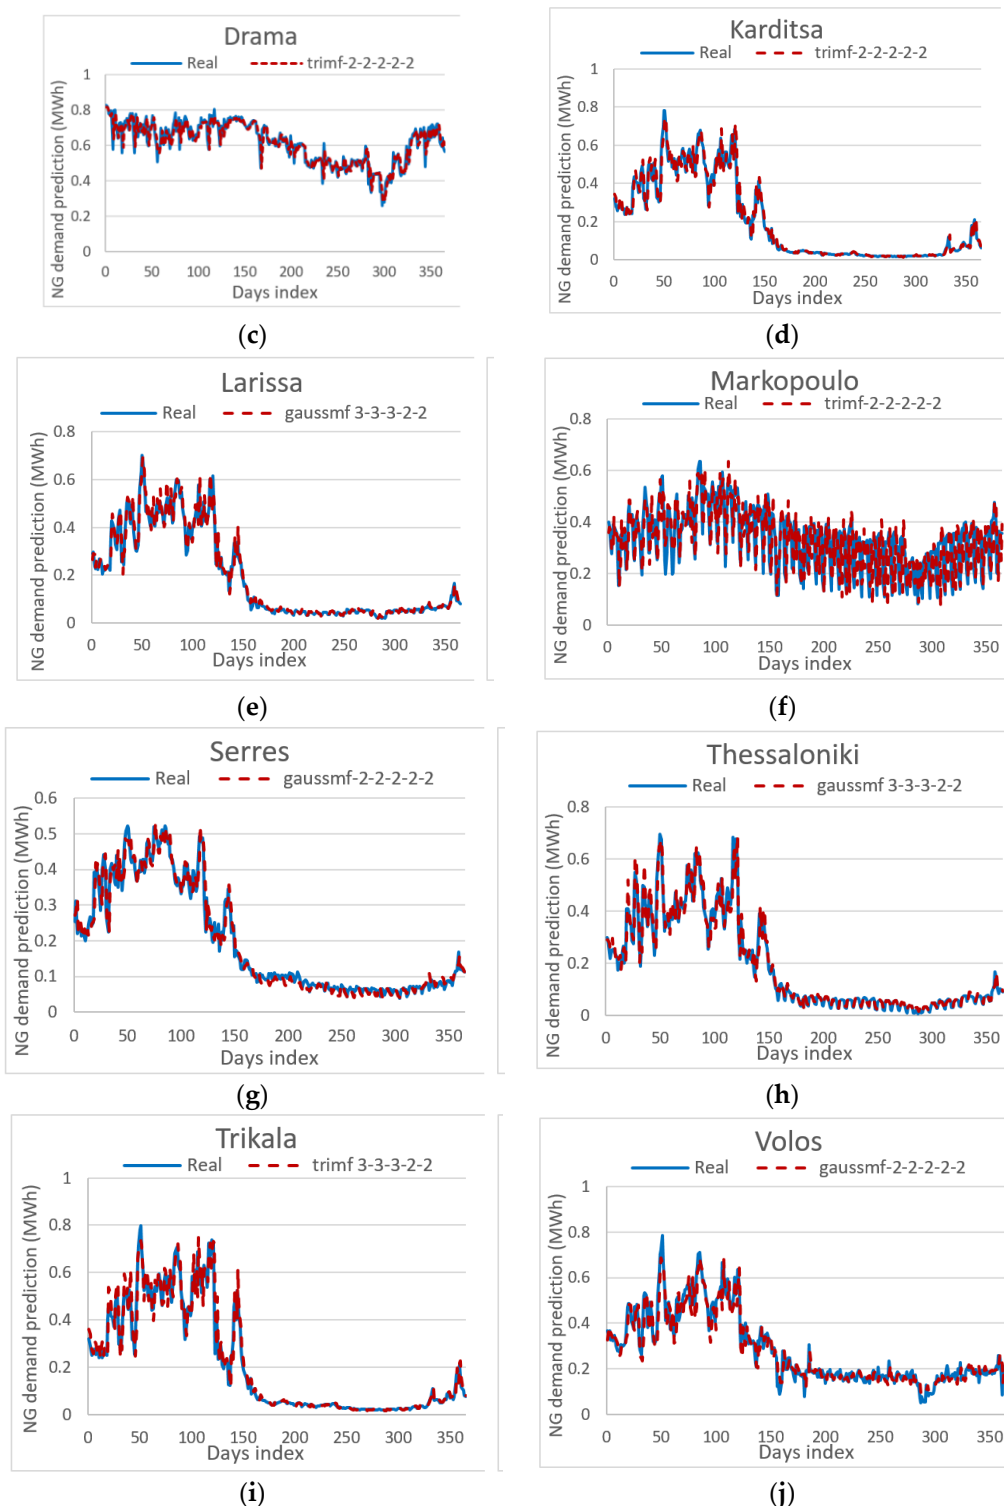 Drama
Real trimf-2-2-2-2-2
NG demand prediction (MWh)
1
0.8
0.6
0.4
0.2
0
0 50 100 150 200 250 300 350
Days index
(c)
Karditsa
Real trimf-2-2-2-2-2
NG demand prediction (MWh)
1
0.8
0.6
0.4
0.2
0
0 50 100 150 200 250 300 350
Days index
(d)
Larissa
Real gaussmf 3-3-3-2-2
NG demand prediction (MWh)
0.8
0.6
0.4
0.2
0
0 50 100 150 200 250 300 350
Days index
(e)
Markopoulo
Real trimf-2-2-2-2-2
NG demand prediction (MWh)
0.8
0.6
0.4
0.2
0
0 50 100 150 200 250 300 350
Days index
(f)
Serres
Real gaussmf-2-2-2-2-2
NG demand prediction (MWh)
0.6
0.5
0.4
0.3
0.2
0.1
0
0 50 100 150 200 250 300 350
Days index
(g)
Thessaloniki
Real gaussmf 3-3-3-2-2
NG demand prediction (MWh)
0.8
0.6
0.4
0.2
0
0 50 100 150 200 250 300 350
Days index
(h)
Trikala
Real trimf 3-3-3-2-2
NG demand prediction (MWh)
1
0.8
0.6
0.4
0.2
0
0 50 100 150 200 250 300 350
Days index
(i)
Volos
Real gaussmf-2-2-2-2-2
NG demand prediction (MWh)
1
0.8
0.6
0.4
0.2
0
0 50 100 150 200 250 300 350
Days index
(j)